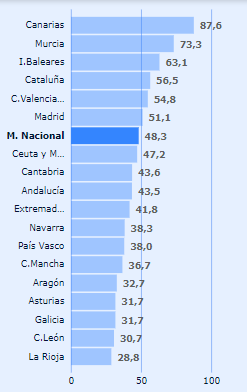 Canarias 87,6
Murcia 73,3
I.Baleares 63,1
Cataluña 56,5
C.Valencia... 54,8
Madrid 51,1
M. Nacional 48,3
Ceuta y M... 47,2
Cantabria 43,6
Andalucía 43,5
Extremad... 41,8
Navarra 38,3
País Vasco 38,0
C.Mancha 36,7
Aragón 32,7
Asturias 31,7
Galicia 31,7
C.León 30,7
La Rioja 28,8
0 50 100